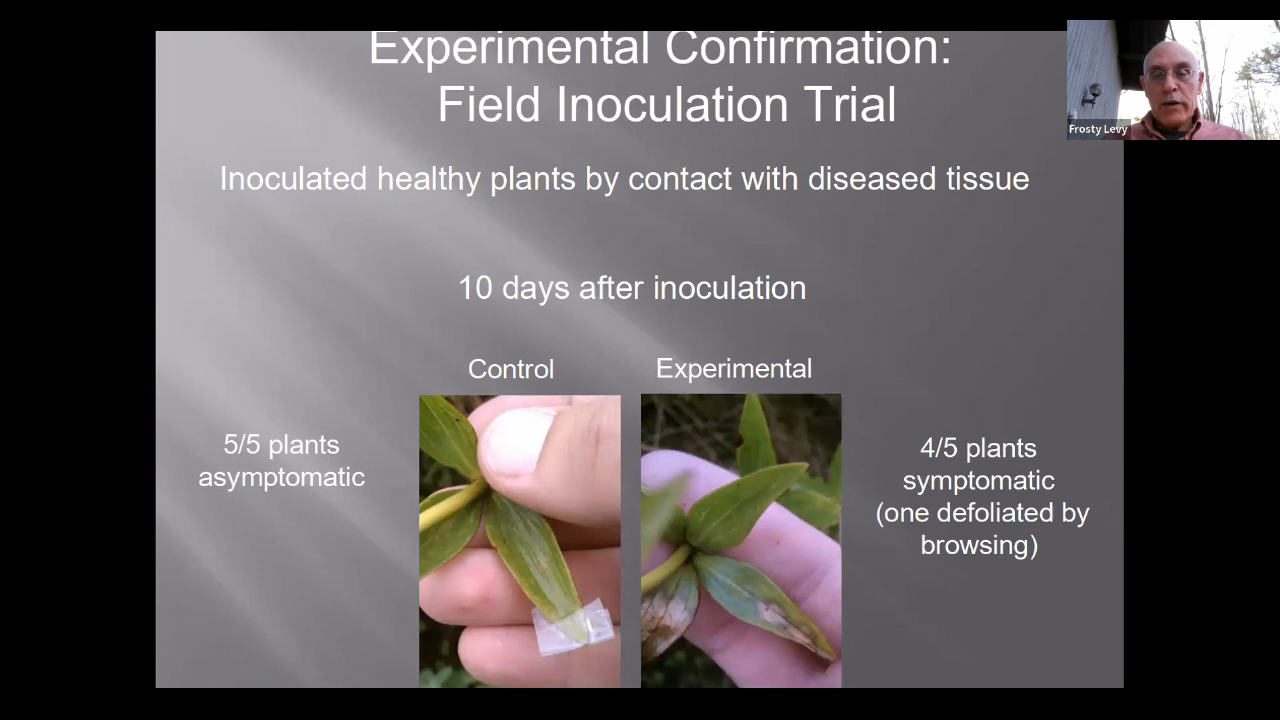 Experimental Confirmation:
Field Inoculation Trial
Frosty Levy
Inoculated healthy plants by contact with diseased tissue
10 days after inoculation
Control
Experimental
5/5 plants
asymptomatic
4/5 plants
symptomatic
(one defoliated by
browsing)